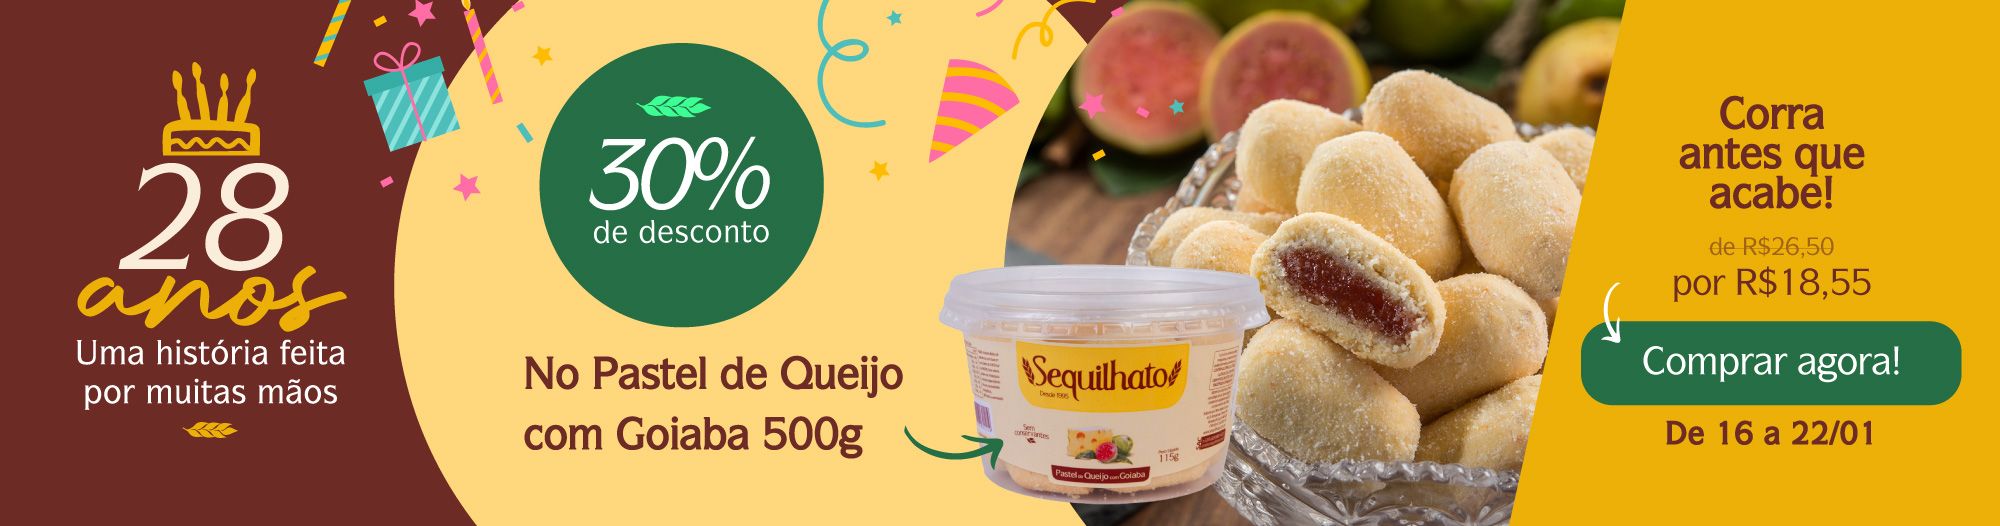 28
anos
Uma história feita
por muitas mãos
30%
de desconto
No Pastel de Queijo
com Goiaba 500g
Sequilhato
Desde 1995
Sem
conservantes
Peso Líquido
115g
Pastel de Queijo com Goiaba
Corra
antes que
acabe!
de R$26,50
por R$18,55
Comprar agora!
De 16 a 22/01